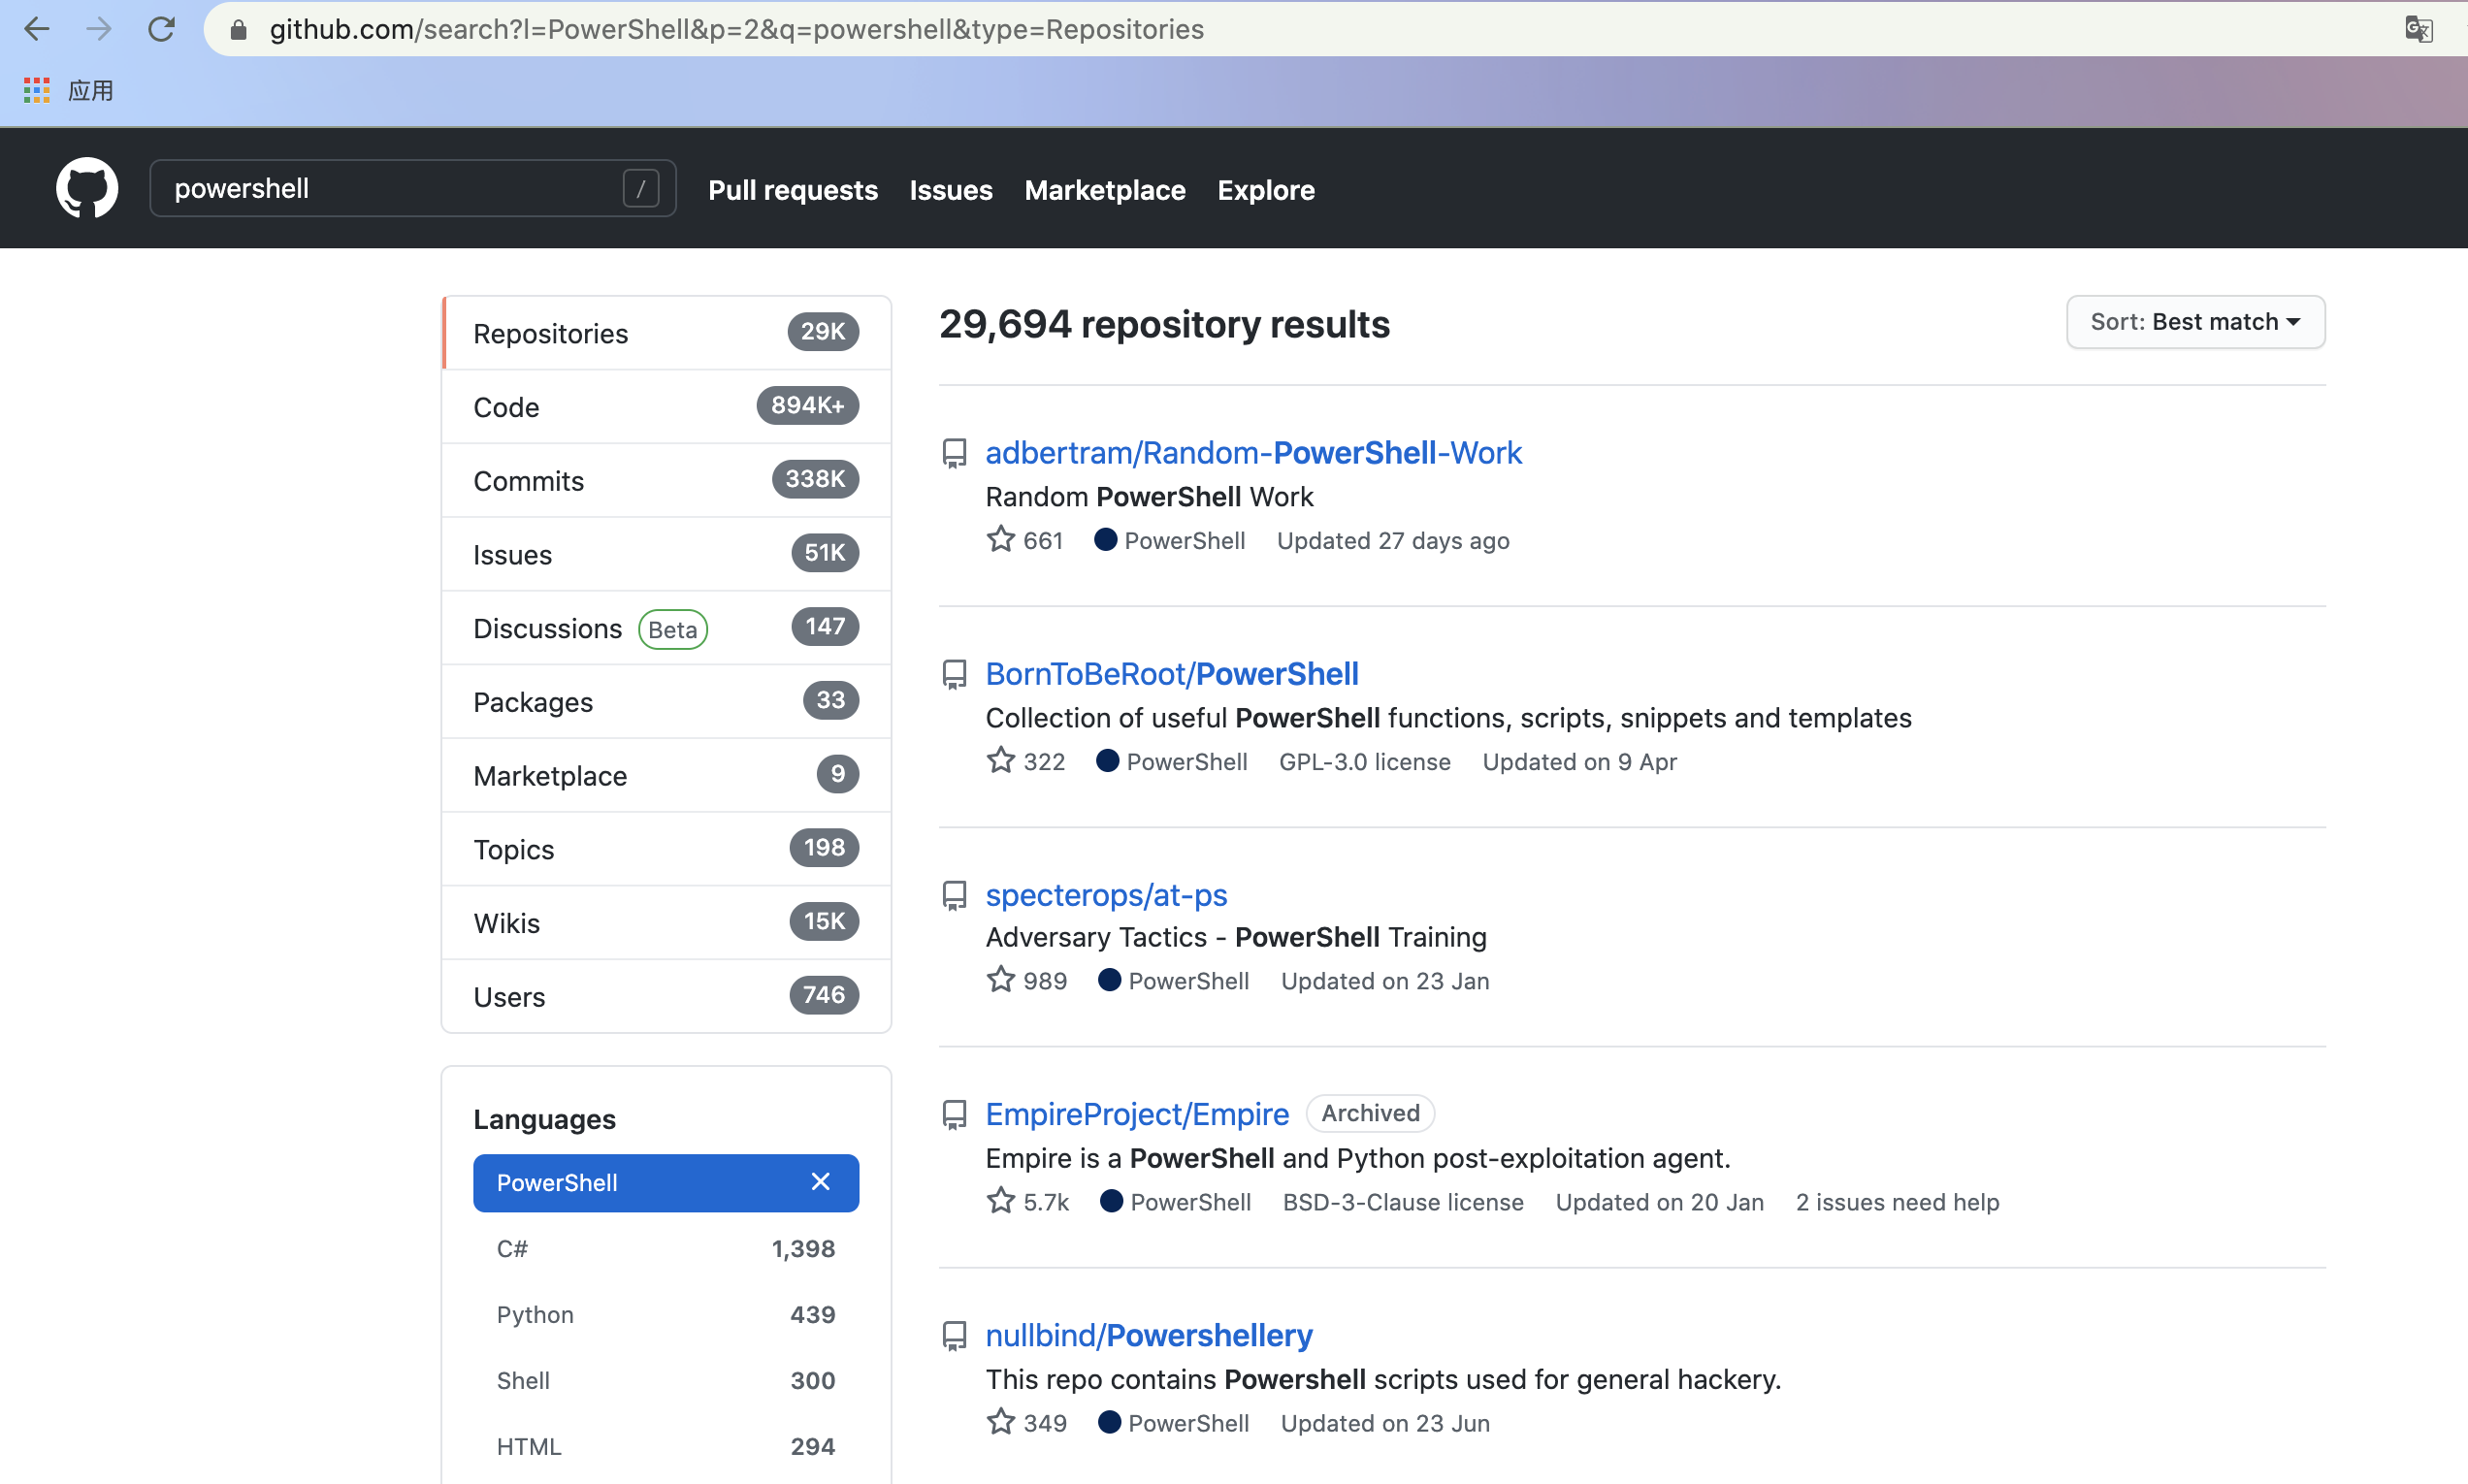 github.com/search?l=PowerShell&p=2&q=powershell&type=Repositories
应用
powershell /
Pull requests Issues Marketplace Explore
Repositories 29K
Code 894K+
Commits 338K
Issues 51K
Discussions Beta 147
Packages 33
Marketplace 9
Topics 198
Wikis 15K
Users 746
Languages
PowerShell
C# 1,398
Python 439
Shell 300
HTML 294
29,694 repository results
Sort: Best match
adbertram/Random-PowerShell-Work
Random PowerShell Work
661 PowerShell Updated 27 days ago
BornToBeRoot/PowerShell
Collection of useful PowerShell functions, scripts, snippets and templates
322 PowerShell GPL-3.0 license Updated on 9 Apr
specterops/at-ps
Adversary Tactics - PowerShell Training
989 PowerShell Updated on 23 Jan
EmpireProject/Empire Archived
Empire is a PowerShell and Python post-exploitation agent.
5.7k PowerShell BSD-3-Clause license Updated on 20 Jan 2 issues need help
nullbind/Powershellery
This repo contains Powershell scripts used for general hackery.
349 PowerShell Updated on 23 Jun